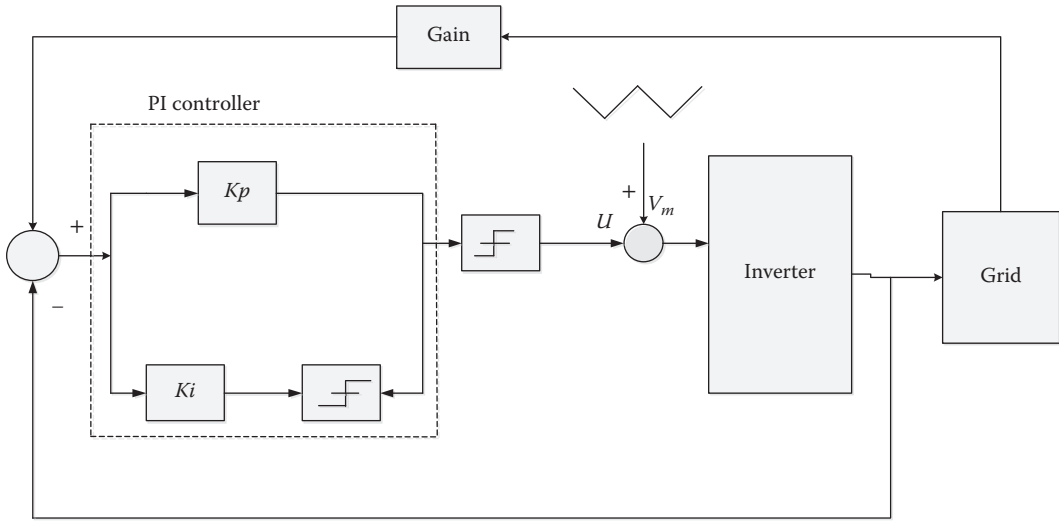 Gain
PI controller
Kp
+
U
+
V_m
Inverter
Grid
−
Ki